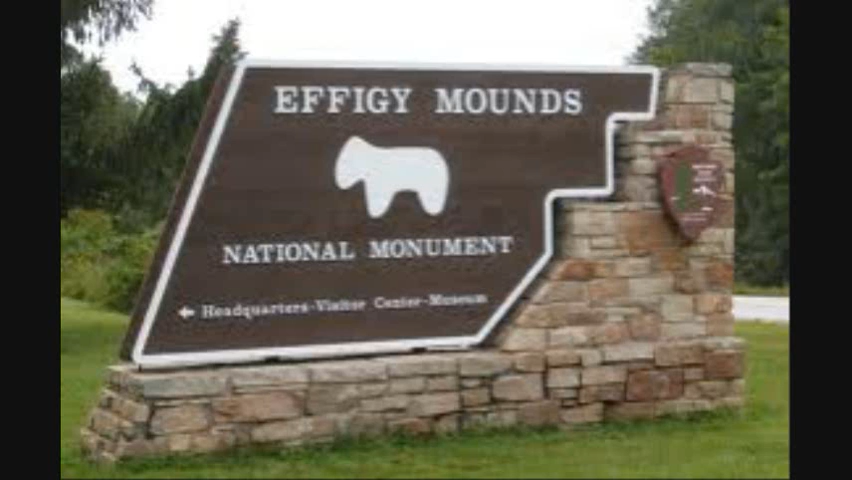 EFFIGY MOUNDS
NATIONAL MONUMENT
← Headquarters-Visitor Center-Museum